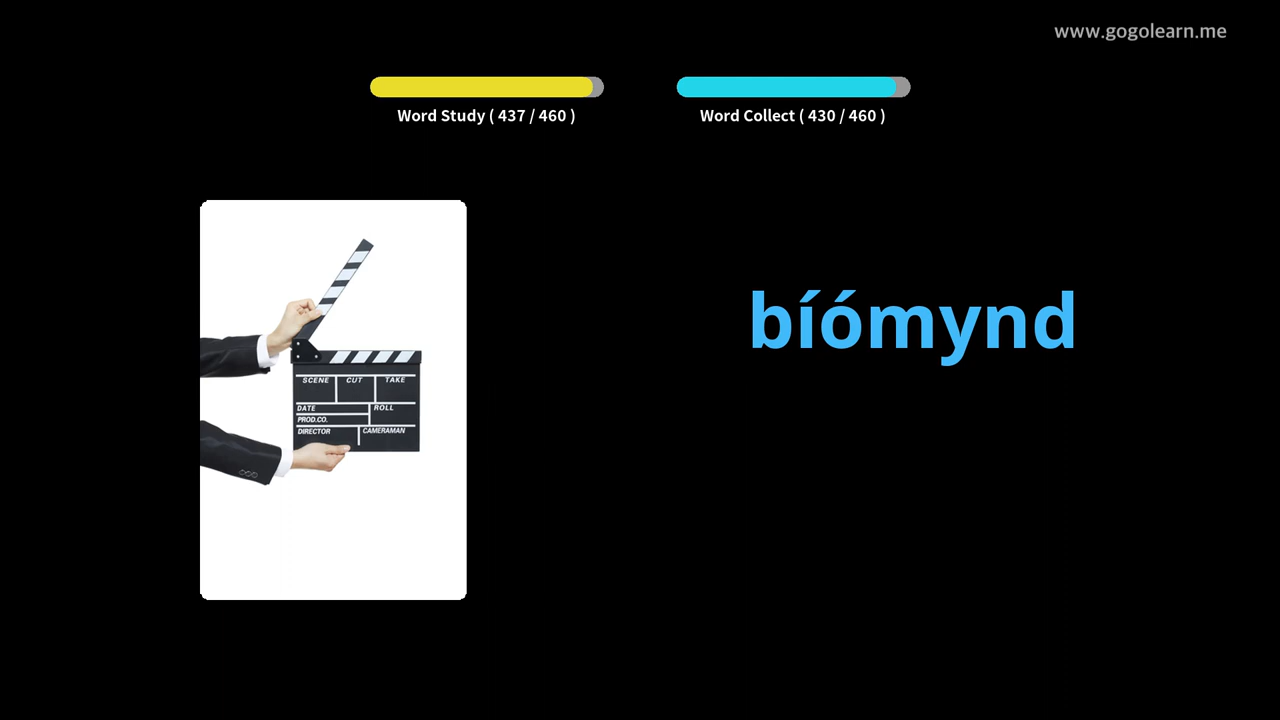 www.gogolearn.me
Word Study ( 437 / 460 )
Word Collect ( 430 / 460 )
bíómynd
SCENE CUT TAKE
DATE ROLL
PROD.CO.
DIRECTOR CAMERAMAN